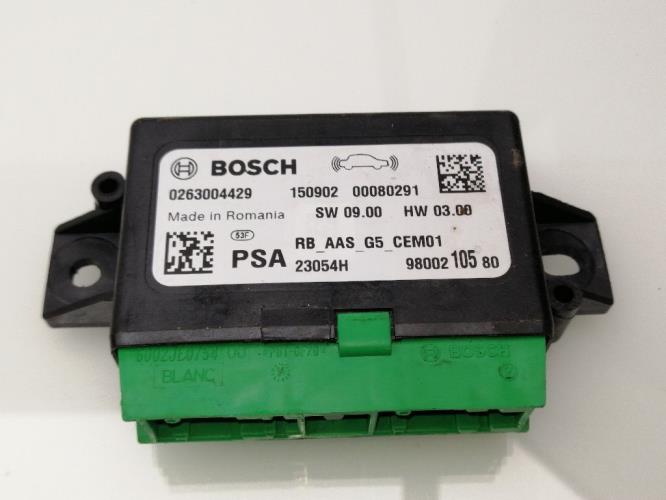 BOSCH
0263004429 150902 00080291
Made in Romania SW 09.00 HW 03.00
53F
PSA RB_AAS_G5_CEM01
23054H 98002 105 80
BOSCH
BLANC